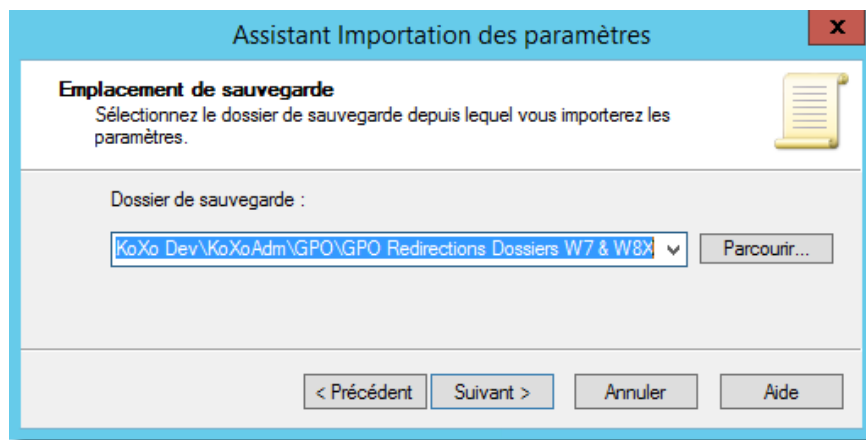 Assistant Importation des paramètres
x
Emplacement de sauvegarde
Sélectionnez le dossier de sauvegarde depuis lequel vous importerez les
paramètres.
Dossier de sauvegarde :
KoXo Dev\KoXoAdm\GPO\GPO Redirections Dossiers W7 & W8X
Parcourir...
< Précédent
Suivant >
Annuler
Aide